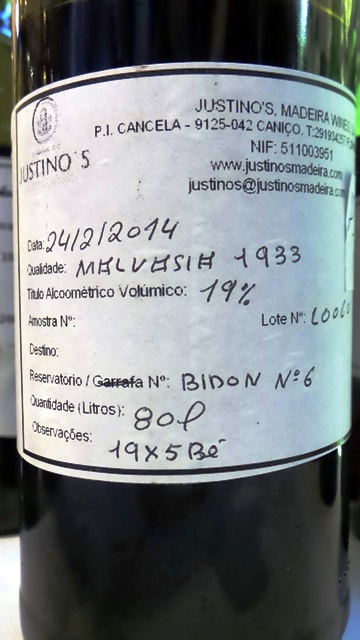 JUSTINO'S, MADEIRA WINES
P.I. CANCELA - 9125-042 CANIÇO.
NIF: 511003951
www.justinosmadeira.com
justinos@justinosmadeira.com
JUSTINO'S
Data: 24/2/2014
Qualidade: MALVASIA 1933
Título Alcoométrico Volúmico: 19%
Amostra Nº:
Lote Nº:
Destino:
Reservatório / Garrafa Nº: BIDON Nº 6
Quantidade (Litros): 80l
Observações:
19 x 5 Bé